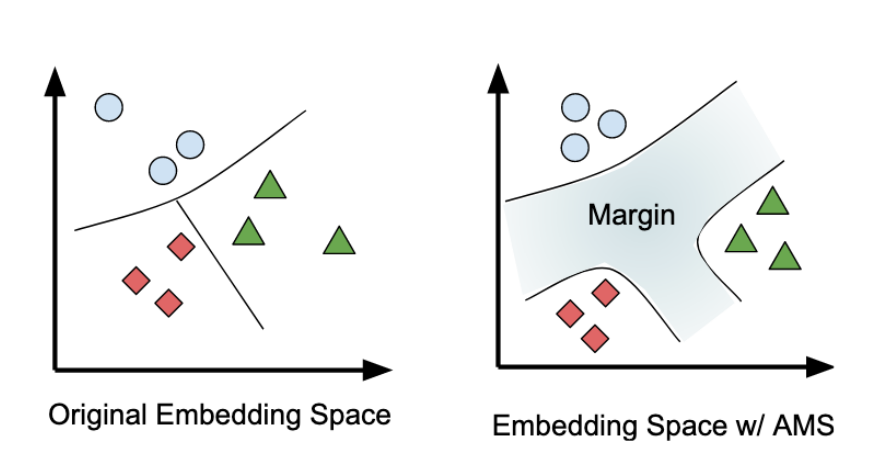 Margin
Original Embedding Space
Embedding Space w/ AMS